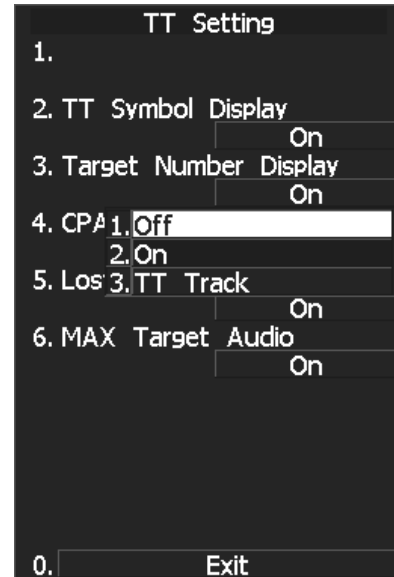 TT Setting
1.
2. TT Symbol Display
On
3. Target Number Display
On
4. CPA
1. Off
2. On
5. Los
3. TT Track
On
6. MAX Target Audio
On
0. Exit